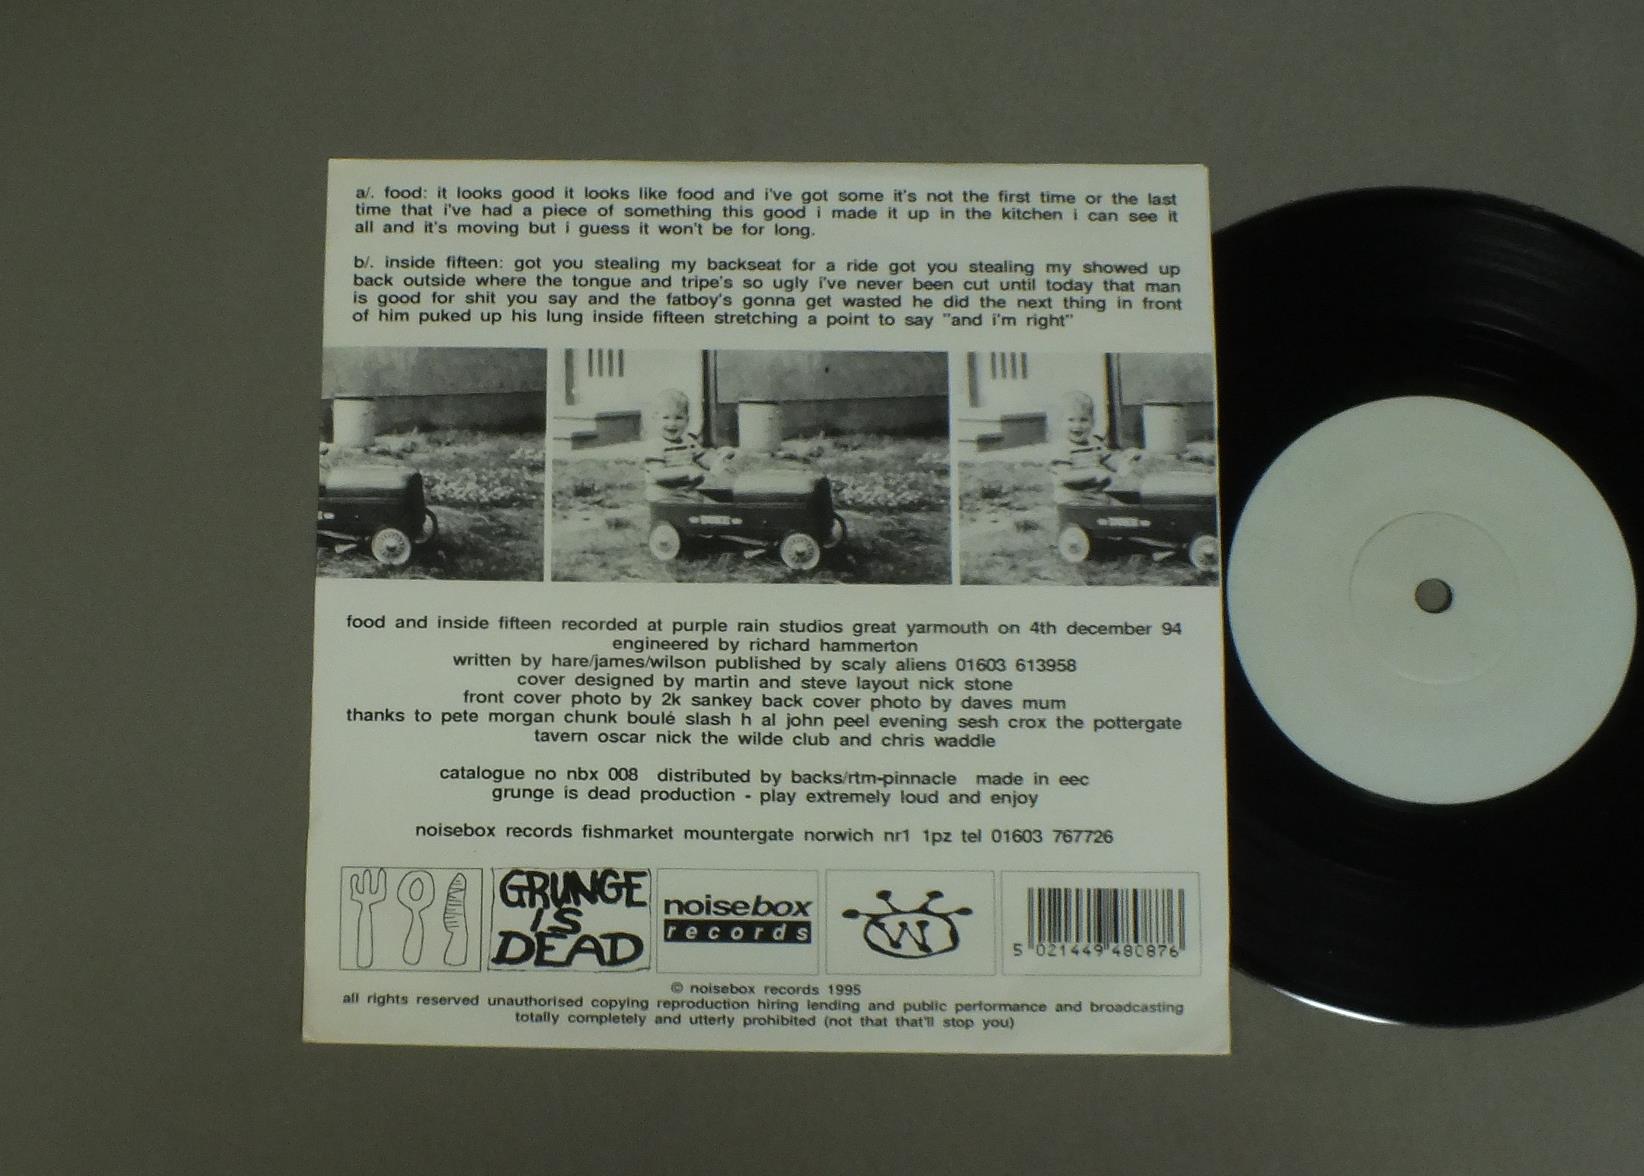 a/. food: it looks good it looks like food and i've got some it's not the first time or the last
time that i've had a piece of something this good i made it up in the kitchen i can see it
all and it's moving but i guess it won't be for long.
b/. inside fifteen: got you stealing my backseat for a ride got you stealing my showed up
back outside where the tongue and tripe's so ugly i've never been cut until today that man
is good for shit you say and the fatboy's gonna get wasted he did the next thing in front
of him puked up his lung inside fifteen stretching a point to say "and i'm right"
food and inside fifteen recorded at purple rain studios great yarmouth on 4th december 94
engineered by richard hammerton
written by hare/james/wilson published by scaly aliens 01603 613958
cover designed by martin and steve layout nick stone
front cover photo by 2k sankey back cover photo by daves mum
thanks to pete morgan chunk boulé slash h al john peel evening sesh crox the pottergate
tavern oscar nick the wilde club and chris waddle
catalogue no nbx 008 distributed by backs/rtm-pinnacle made in eec
grunge is dead production - play extremely loud and enjoy
noisebox records fishmarket mountergate norwich nr1 1pz tel 01603 767726
GRUNGE
IS
DEAD
noisebox
records
W
5 021449 480876
© noisebox records 1995
all rights reserved unauthorised copying reproduction hiring lending and public performance and broadcasting
totally completely and utterly prohibited (not that that'll stop you)